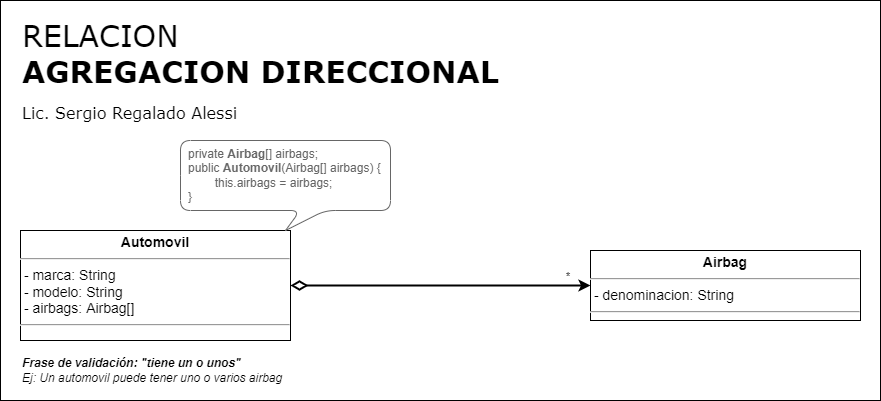 RELACION
AGREGACION DIRECCIONAL
Lic. Sergio Regalado Alessi
private Airbag[] airbags;
public Automovil(Airbag[] airbags) {
this.airbags = airbags;
}
Automovil
- marca: String
- modelo: String
- airbags: Airbag[]
*
Airbag
- denominacion: String
Frase de validación: "tiene un o unos"
Ej: Un automovil puede tener uno o varios airbag